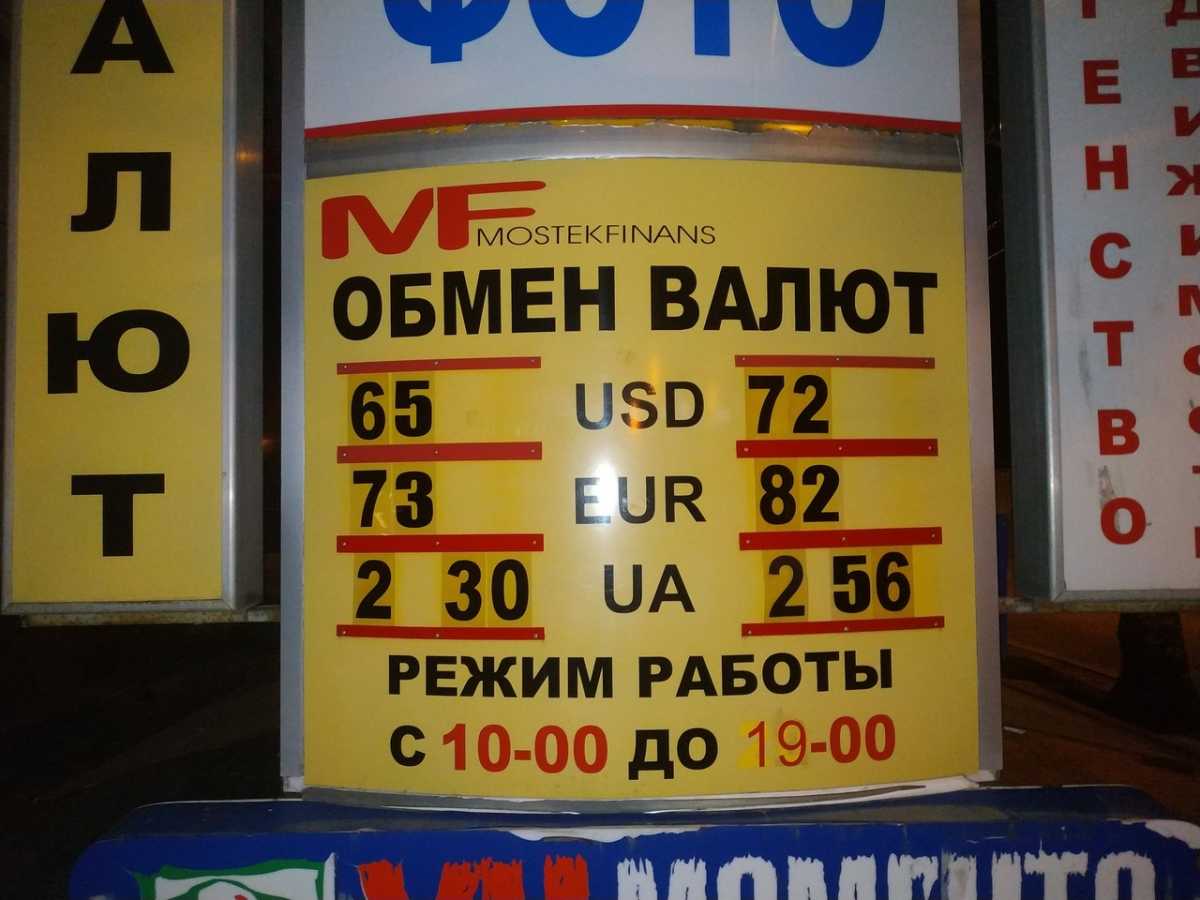 АЛЮТ
ФОТО
MF
MOSTEKFINANS
ОБМЕН ВАЛЮТ
65 USD 72
73 EUR 82
2 30 UA 2 56
РЕЖИМ РАБОТЫ
С 10-00 ДО 19-00
ГЕНСТВО
ДВИЖИМОСТИ